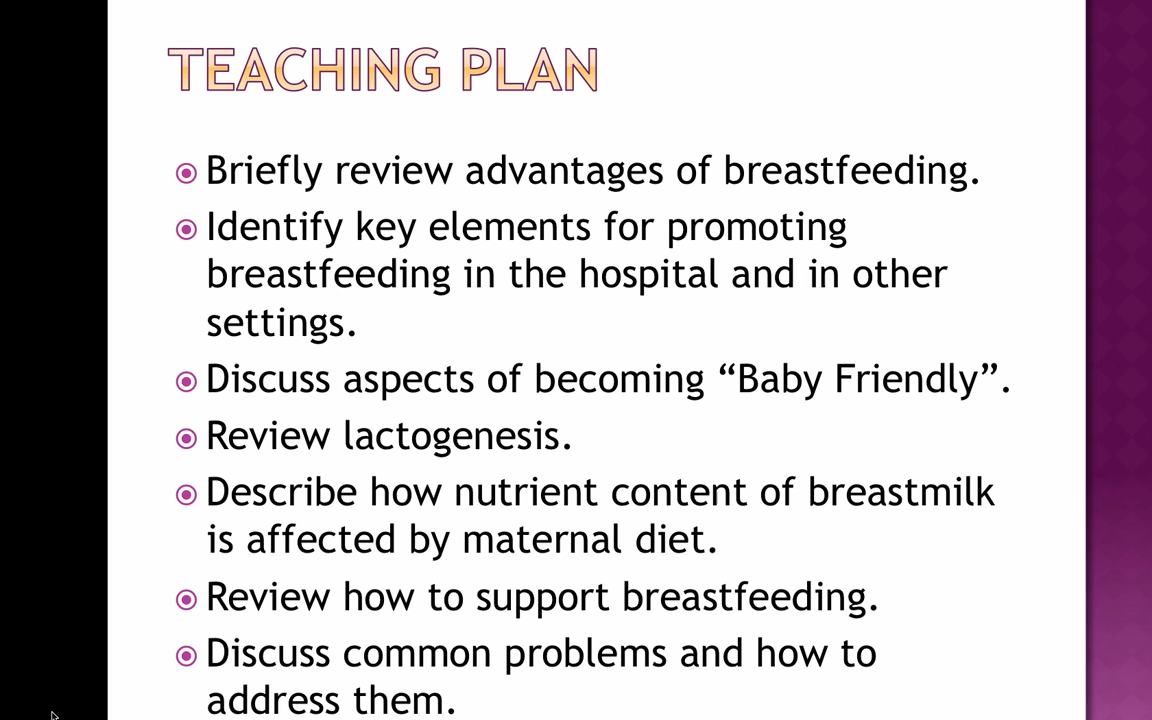 TEACHING PLAN
Briefly review advantages of breastfeeding.
Identify key elements for promoting
breastfeeding in the hospital and in other
settings.
Discuss aspects of becoming “Baby Friendly”.
Review lactogenesis.
Describe how nutrient content of breastmilk
is affected by maternal diet.
Review how to support breastfeeding.
Discuss common problems and how to
address them.